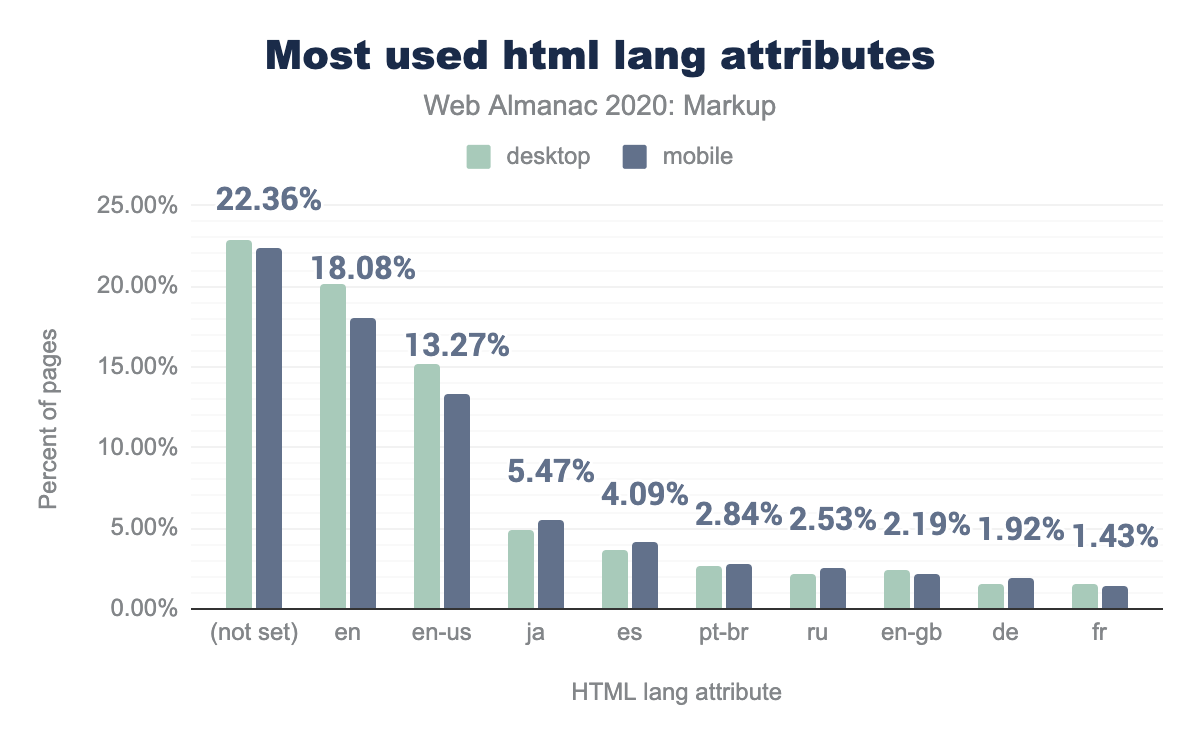 Most used html lang attributes
Web Almanac 2020: Markup
desktop mobile
25.00%
20.00%
15.00%
10.00%
5.00%
0.00%
Percent of pages
22.36%
18.08%
13.27%
5.47%
4.09%
2.84%
2.53%
2.19%
1.92%
1.43%
(not set) en en-us ja es pt-br ru en-gb de fr
HTML lang attribute